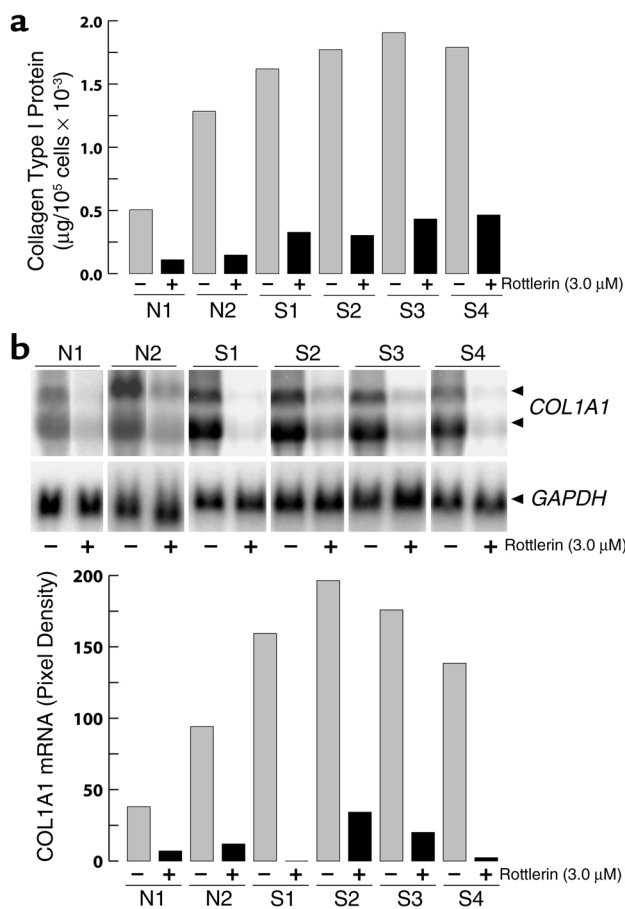 a
Collagen Type I Protein
(µg/10⁵ cells × 10⁻³)
2.0
1.5
1.0
0.5
0.0
− + − + − + − + − + − + Rottlerin (3.0 µM)
N1 N2 S1 S2 S3 S4
b
N1 N2 S1 S2 S3 S4
COL1A1
GAPDH
− + − + − + − + − + − + Rottlerin (3.0 µM)
COL1A1 mRNA (Pixel Density)
200
150
100
50
0
− + − + − + − + − + − + Rottlerin (3.0 µM)
N1 N2 S1 S2 S3 S4